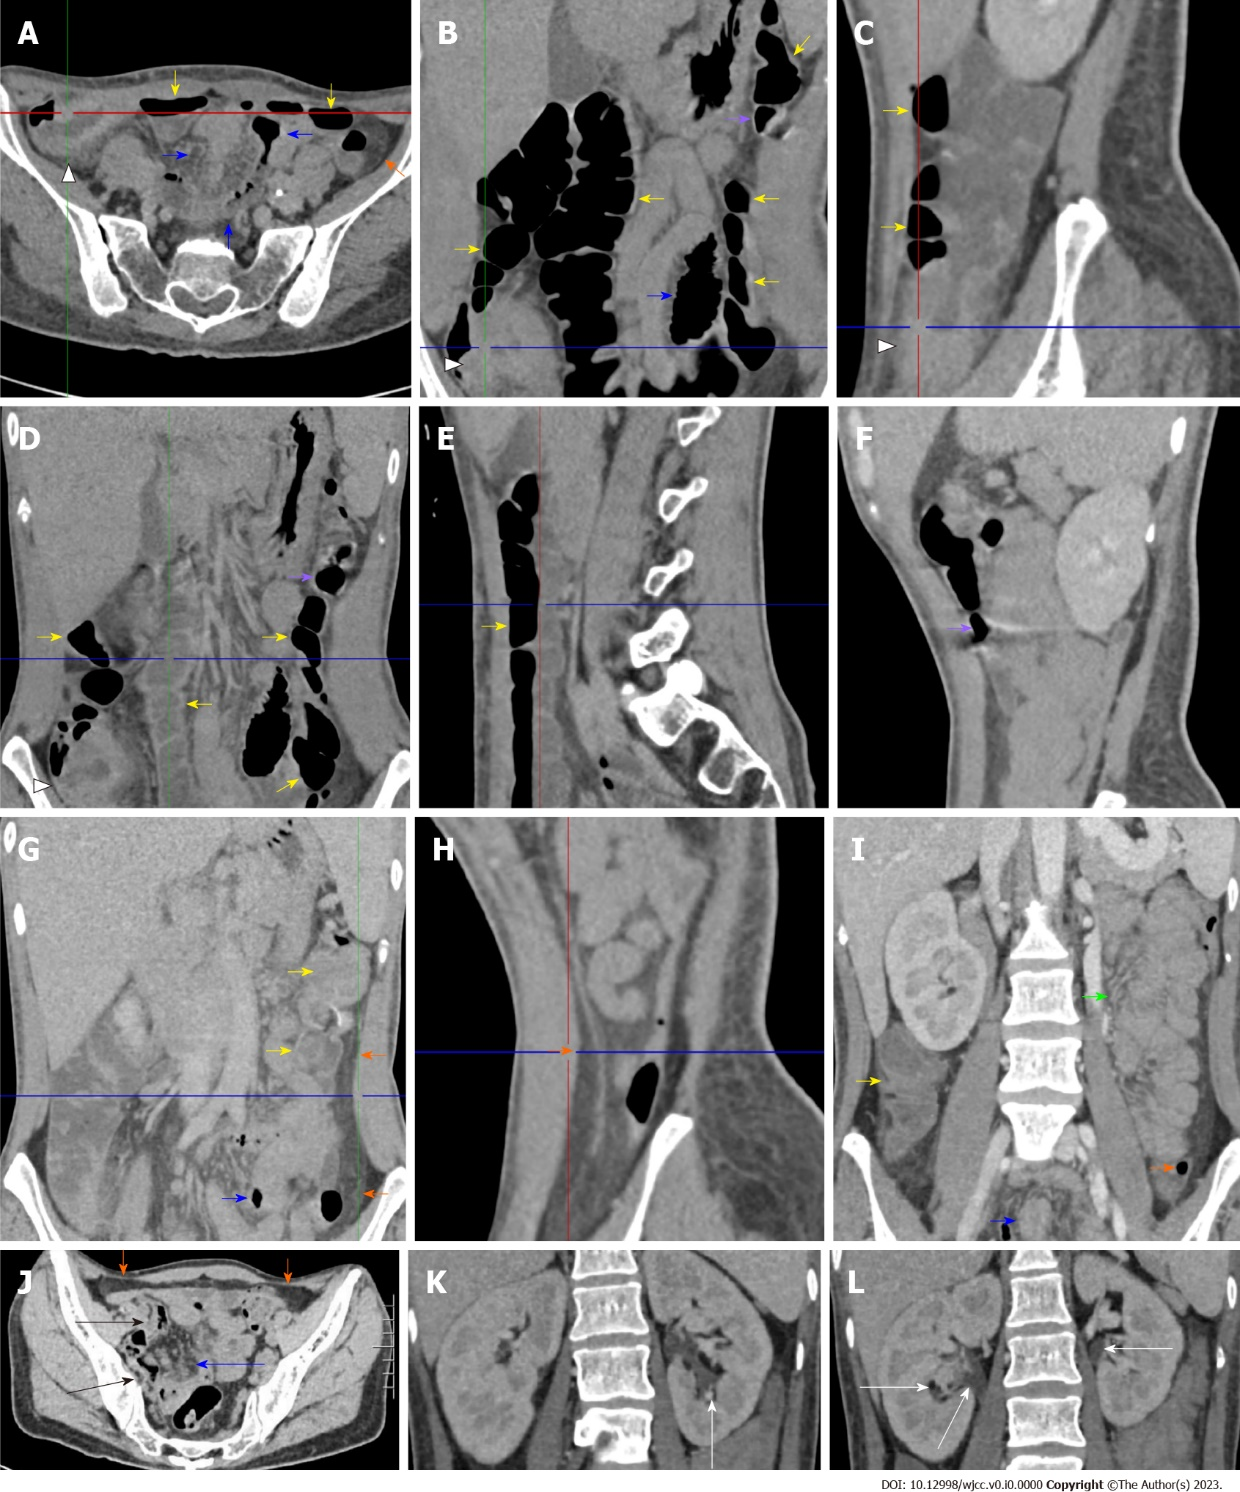 A
B
C
D
E
F
G
H
I
J
K
L
DOI: 10.12998/wjcc.v0.i0.0000 Copyright ©The Author(s) 2023.